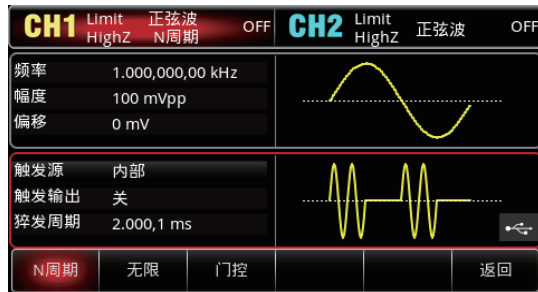 CH1 Limit 正弦波 OFF
HighZ N周期
CH2 Limit 正弦波 OFF
HighZ
频率 1.000,000,00 kHz
幅度 100 mVpp
偏移 0 mV
触发源 内部
触发输出 关
猝发周期 2.000,1 ms
N周期 无限 门控 返回